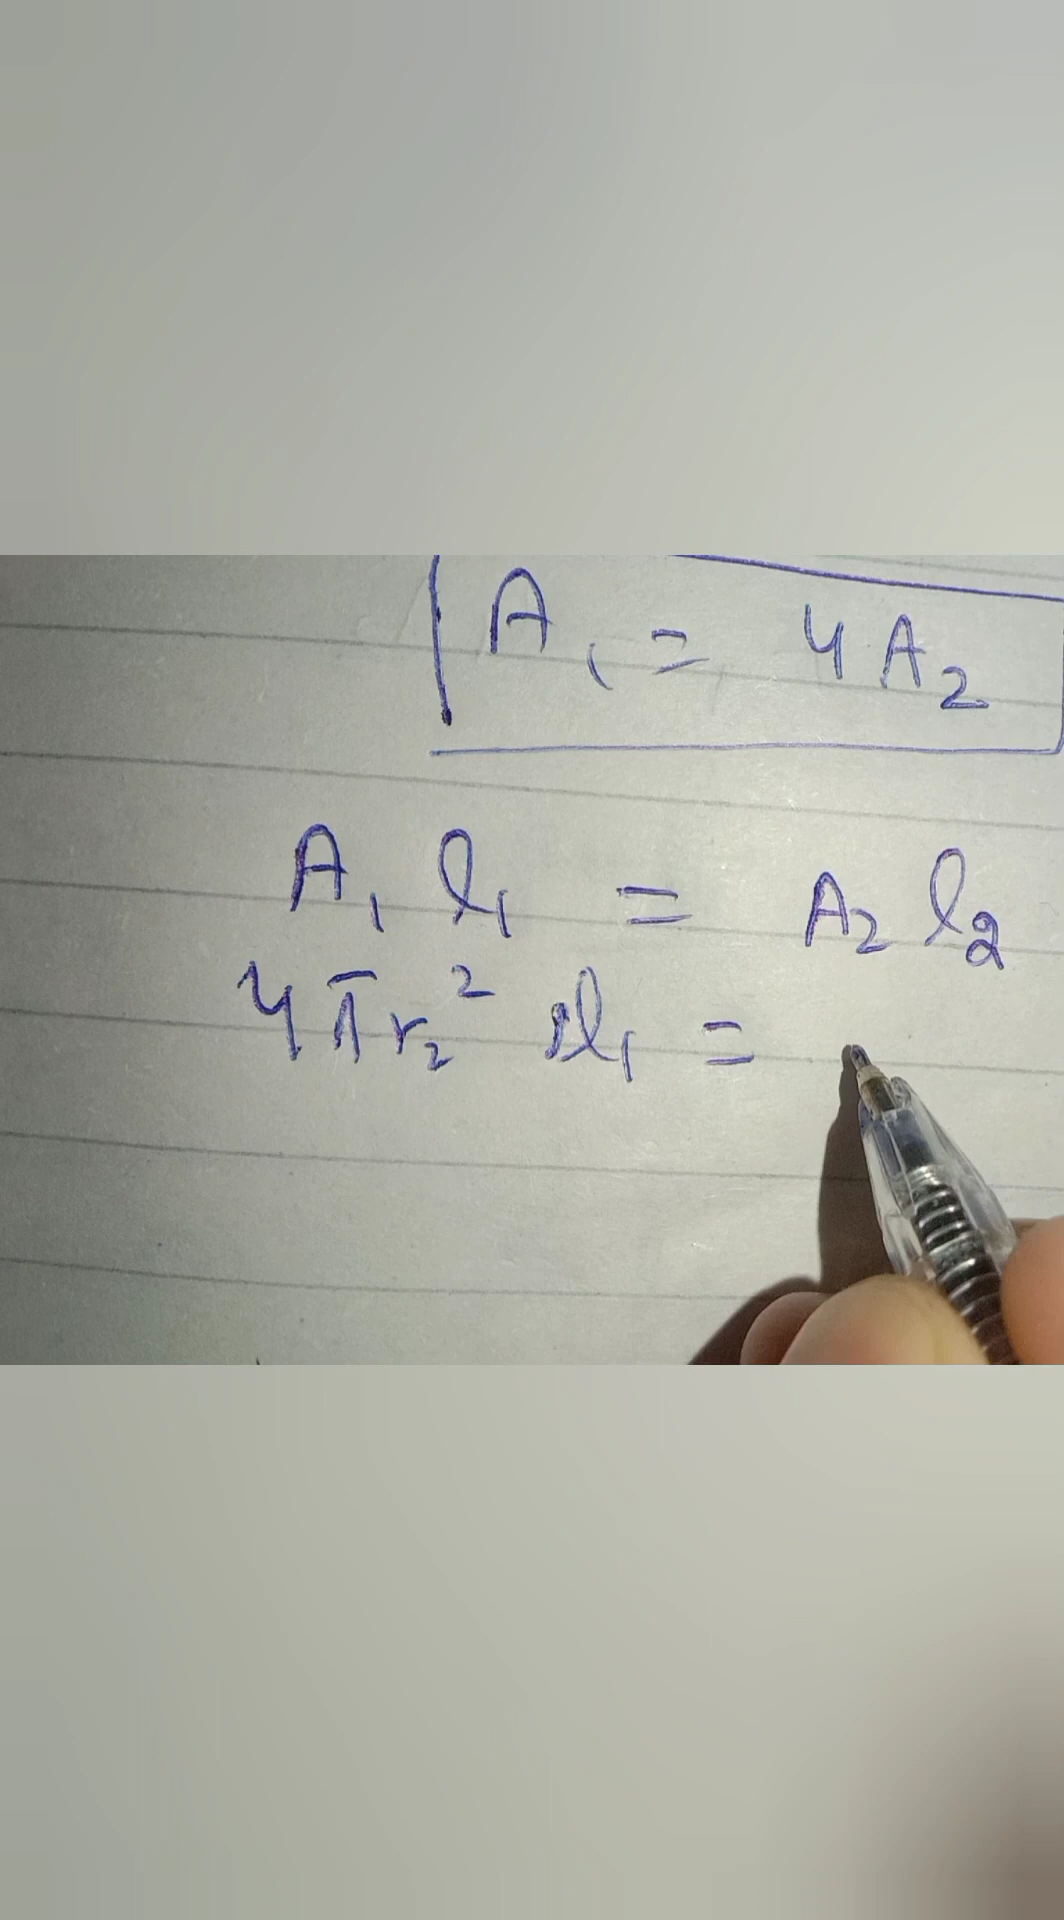 A₁ = 4A₂
A₁ l₁ = A₂ l₂
4πr₂² l₁ =